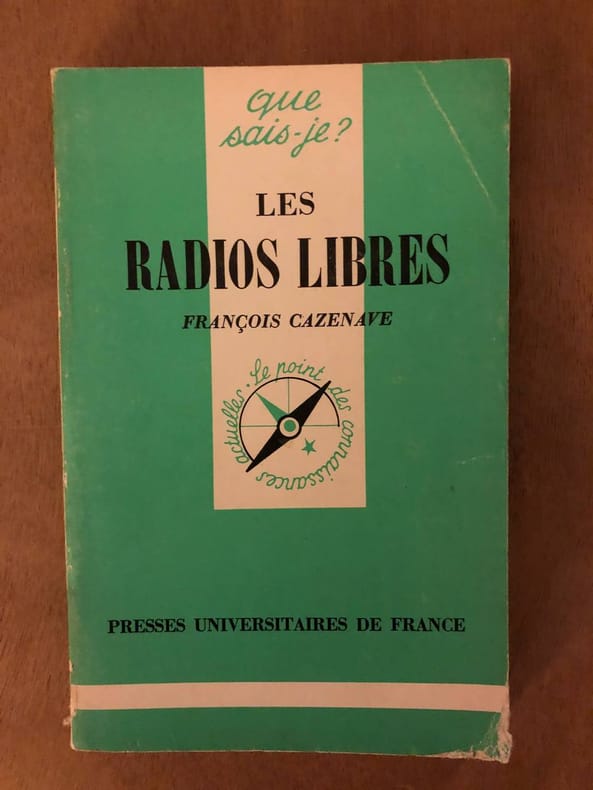 que
sais-je?
LES
RADIOS LIBRES
FRANÇOIS CAZENAVE
Le point des connaissances actuelles.
PRESSES UNIVERSITAIRES DE FRANCE